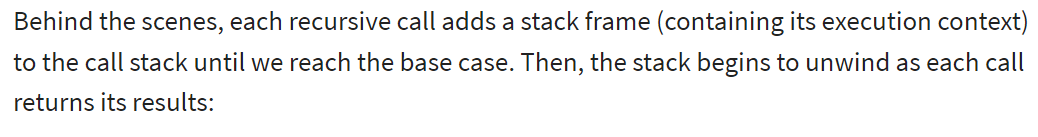 Behind the scenes, each recursive call adds a stack frame (containing its execution context)
to the call stack until we reach the base case. Then, the stack begins to unwind as each call
returns its results: